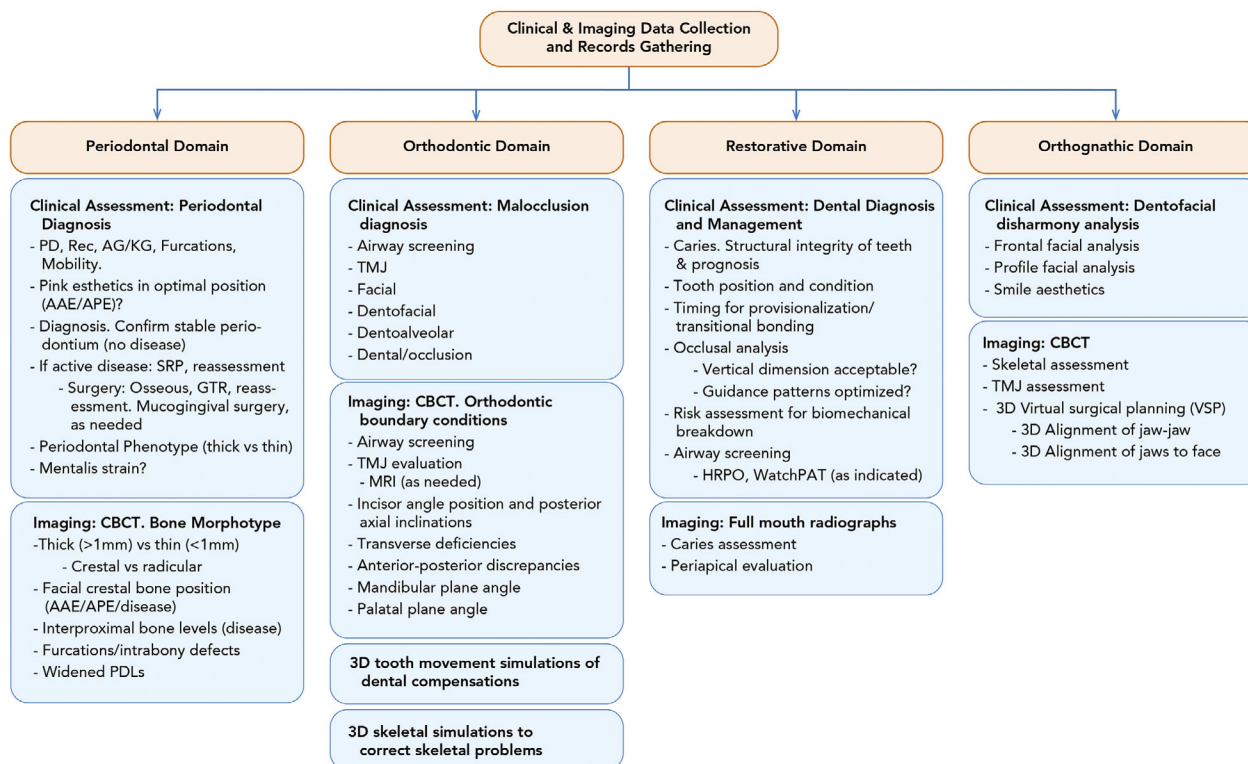 Clinical & Imaging Data Collection
and Records Gathering
Periodontal Domain
Clinical Assessment: Periodontal
Diagnosis
- PD, Rec, AG/KG, Furcations,
Mobility.
- Pink esthetics in optimal position
(AAE/APE)?
- Diagnosis. Confirm stable perio-
dontium (no disease)
- If active disease: SRP, reassessment
- Surgery: Osseous, GTR, reass-
essment. Mucogingival surgery,
as needed
- Periodontal Phenotype (thick vs thin)
- Mentalis strain?
Imaging: CBCT. Bone Morphotype
-Thick (>1mm) vs thin (<1mm)
- Crestal vs radicular
- Facial crestal bone position
(AAE/APE/disease)
- Interproximal bone levels (disease)
- Furcations/intrabony defects
- Widened PDLs
Orthodontic Domain
Clinical Assessment: Malocclusion
diagnosis
- Airway screening
- TMJ
- Facial
- Dentofacial
- Dentoalveolar
- Dental/occlusion
Imaging: CBCT. Orthodontic
boundary conditions
- Airway screening
- TMJ evaluation
- MRI (as needed)
- Incisor angle position and posterior
axial inclinations
- Transverse deficiencies
- Anterior-posterior discrepancies
- Mandibular plane angle
- Palatal plane angle
3D tooth movement simulations of
dental compensations
3D skeletal simulations to
correct skeletal problems
Restorative Domain
Clinical Assessment: Dental Diagnosis
and Management
- Caries. Structural integrity of teeth
& prognosis
- Tooth position and condition
- Timing for provisionalization/
transitional bonding
- Occlusal analysis
- Vertical dimension acceptable?
- Guidance patterns optimized?
- Risk assessment for biomechanical
breakdown
- Airway screening
- HRPO, WatchPAT (as indicated)
Imaging: Full mouth radiographs
- Caries assessment
- Periapical evaluation
Orthognathic Domain
Clinical Assessment: Dentofacial
disharmony analysis
- Frontal facial analysis
- Profile facial analysis
- Smile aesthetics
Imaging: CBCT
- Skeletal assessment
- TMJ assessment
- 3D Virtual surgical planning (VSP)
- 3D Alignment of jaw-jaw
- 3D Alignment of jaws to face